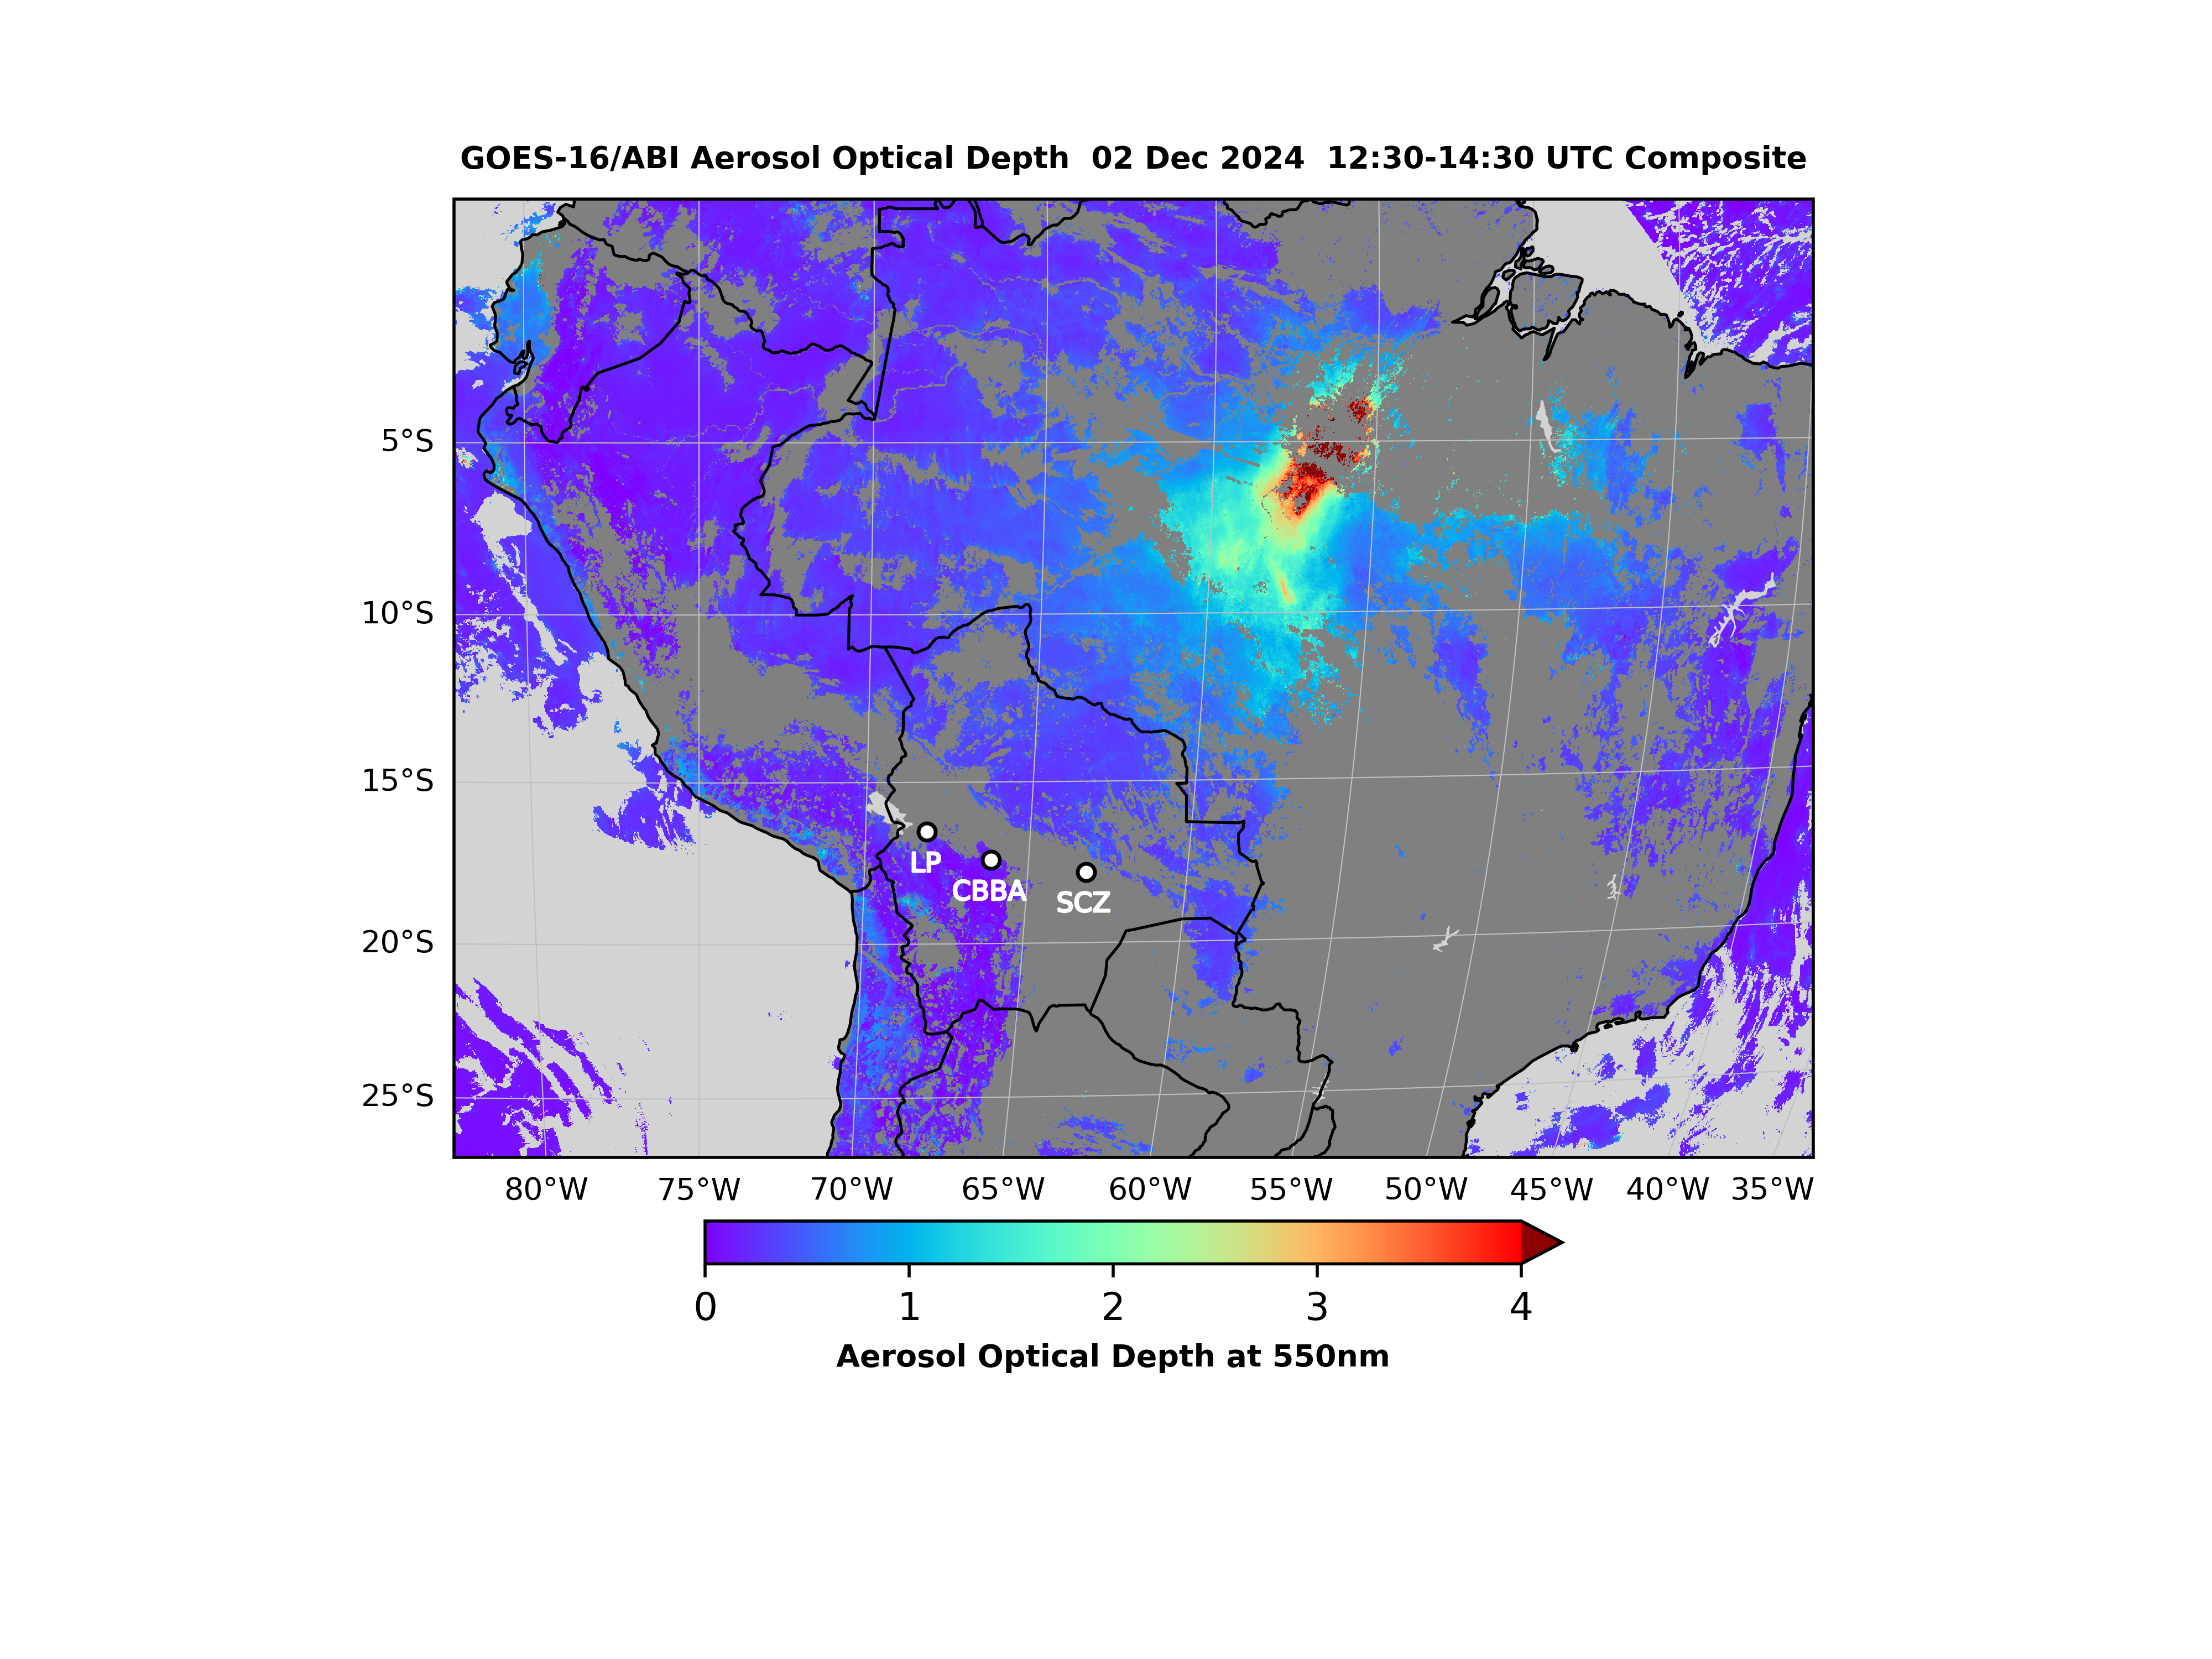 GOES-16/ABI Aerosol Optical Depth  02 Dec 2024  12:30-14:30 UTC Composite
5°S
10°S
15°S
LP
CBBA
SCZ
20°S
25°S
80°W 75°W 70°W 65°W 60°W 55°W 50°W 45°W 40°W 35°W
0 1 2 3 4
Aerosol Optical Depth at 550nm